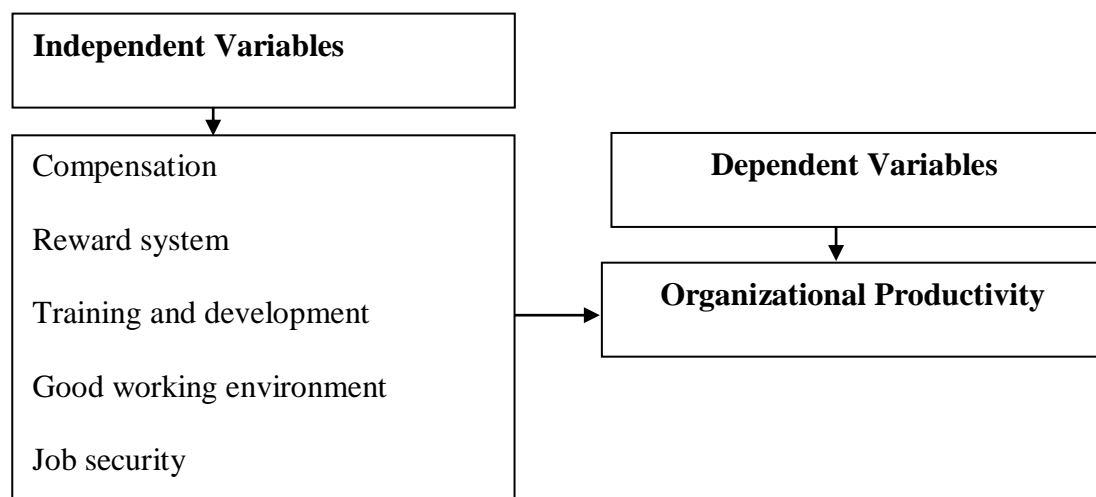 Independent Variables
Compensation
Reward system
Training and development
Good working environment
Job security
Dependent Variables
Organizational Productivity